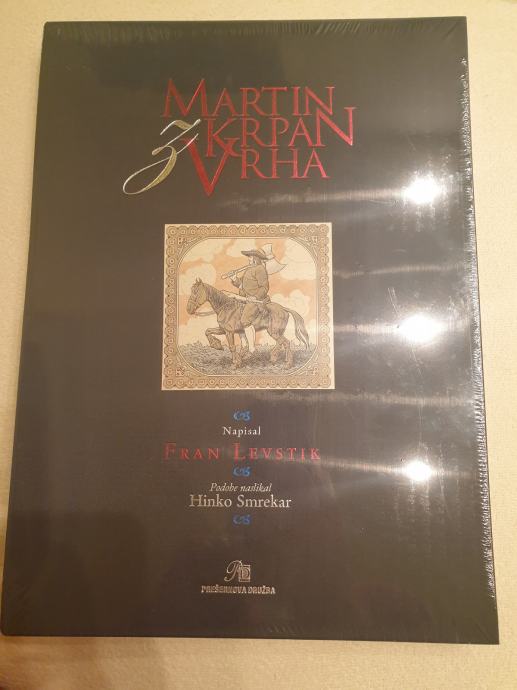 MARTIN
KRPAN
z VRHA
Napisal
FRAN LEVSTIK
Podobe naslikal
Hinko Smrekar
PREŠERNOVA DRUŽBA